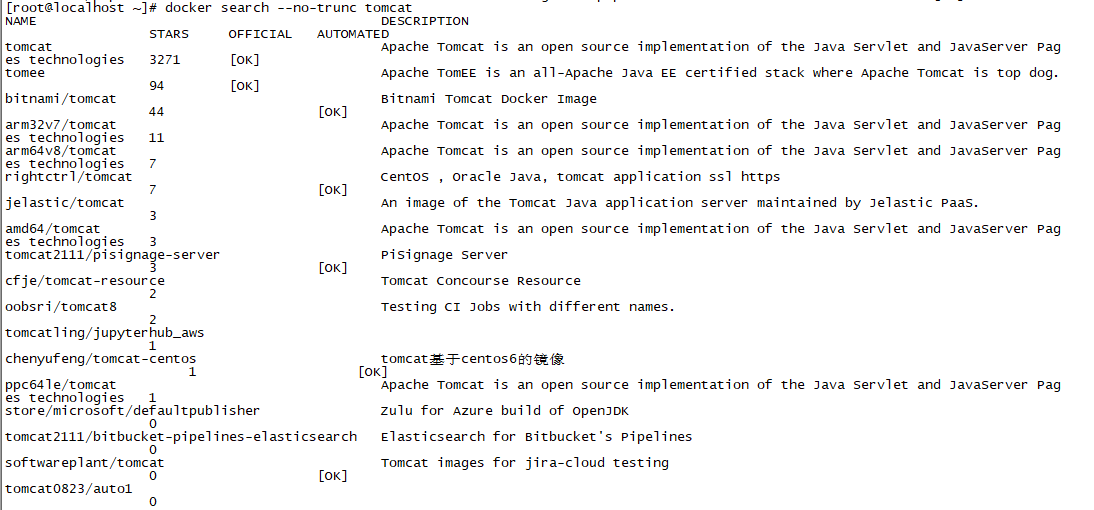 [root@localhost ~]# docker search --no-trunc tomcat
NAME DESCRIPTION
STARS OFFICIAL AUTOMATED
tomcat Apache Tomcat is an open source implementation of the Java Servlet and JavaServer Pag
es technologies 3271 [OK]
tomee Apache TomEE is an all-Apache Java EE certified stack where Apache Tomcat is top dog.
94 [OK]
bitnami/tomcat Bitnami Tomcat Docker Image
44 [OK]
arm32v7/tomcat Apache Tomcat is an open source implementation of the Java Servlet and JavaServer Pag
es technologies 11
arm64v8/tomcat Apache Tomcat is an open source implementation of the Java Servlet and JavaServer Pag
es technologies 7
rightctrl/tomcat CentOS , Oracle Java, tomcat application ssl https
7 [OK]
jelastic/tomcat An image of the Tomcat Java application server maintained by Jelastic PaaS.
3
amd64/tomcat Apache Tomcat is an open source implementation of the Java Servlet and JavaServer Pag
es technologies 3
tomcat2111/pisignage-server PiSignage Server
3 [OK]
cfje/tomcat-resource Tomcat Concourse Resource
2
oobsri/tomcat8 Testing CI Jobs with different names.
2
tomcatling/jupyterhub_aws
1
chenyufeng/tomcat-centos tomcat基于centos6的镜像
1 [OK]
ppc64le/tomcat Apache Tomcat is an open source implementation of the Java Servlet and JavaServer Pag
es technologies 1
store/microsoft/defaultpublisher Zulu for Azure build of OpenJDK
0
tomcat2111/bitbucket-pipelines-elasticsearch Elasticsearch for Bitbucket's Pipelines
0
softwareplant/tomcat Tomcat images for jira-cloud testing
0 [OK]
tomcat0823/auto1
0